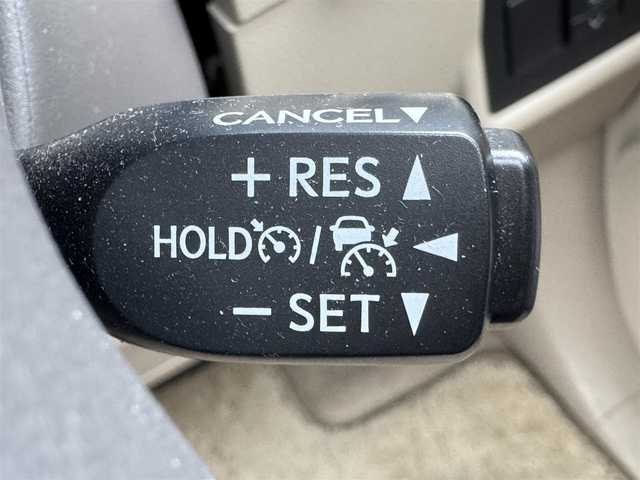 CANCEL▼
+ RES ▲
HOLD / ◀
− SET ▼